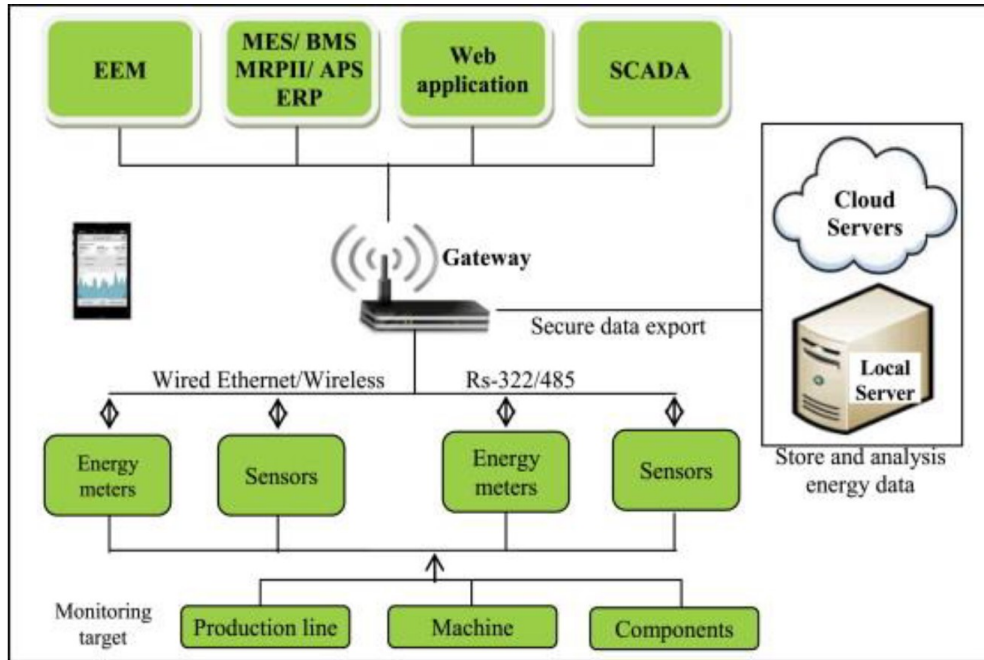 EEM
MES/ BMS
MRPII/ APS
ERP
Web
application
SCADA
Cloud
Servers
Gateway
Secure data export
Local
Server
Wired Ethernet/Wireless
Rs-322/485
Energy
meters
Sensors
Energy
meters
Sensors
Store and analysis
energy data
Monitoring
target
Production line
Machine
Components